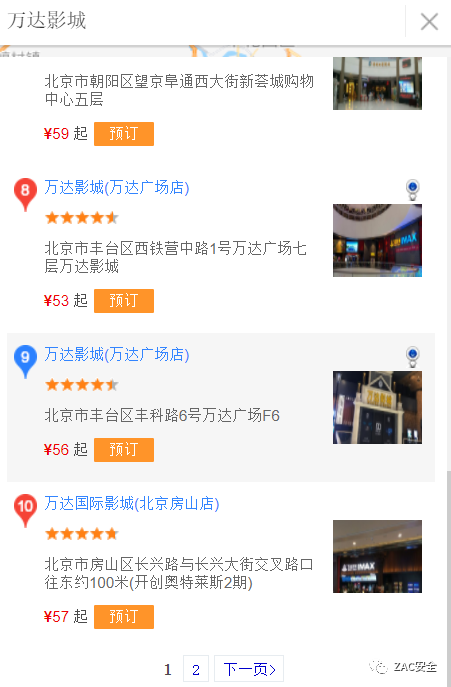 万达影城
北京市朝阳区望京阜通西大街新荟城购物
中心五层
¥59 起 预订
8 万达影城(万达广场店)
北京市丰台区西铁营中路1号万达广场七
层万达影城
¥53 起 预订
9 万达影城(万达广场店)
北京市丰台区丰科路6号万达广场F6
¥56 起 预订
10 万达国际影城(北京房山店)
北京市房山区长兴路与长兴大街交叉路口
往东约100米(开创奥特莱斯2期)
¥57 起 预订
IMAX
IMAX
1 2 下一页>
ZAC安全